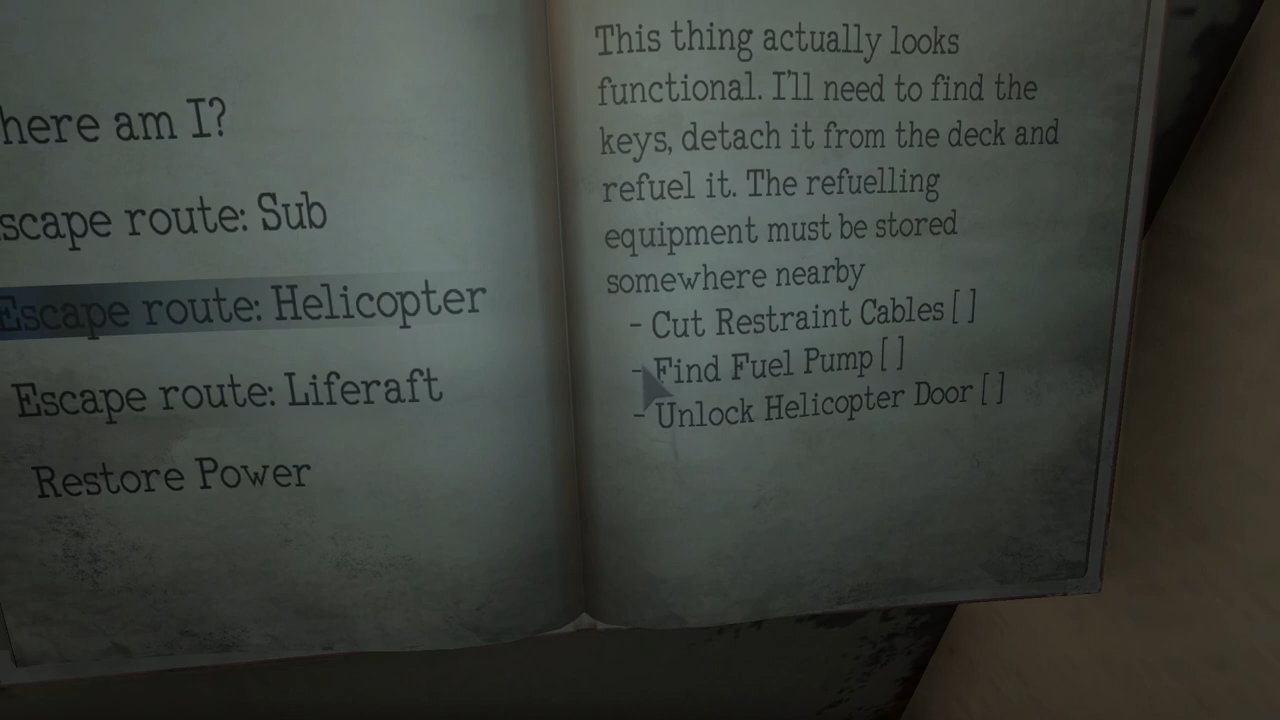 here am I?
scape route: Sub
Escape route: Helicopter
Escape route: Liferaft
Restore Power
This thing actually looks
functional. I'll need to find the
keys, detach it from the deck and
refuel it. The refuelling
equipment must be stored
somewhere nearby
- Cut Restraint Cables [ ]
- Find Fuel Pump [ ]
- Unlock Helicopter Door [ ]